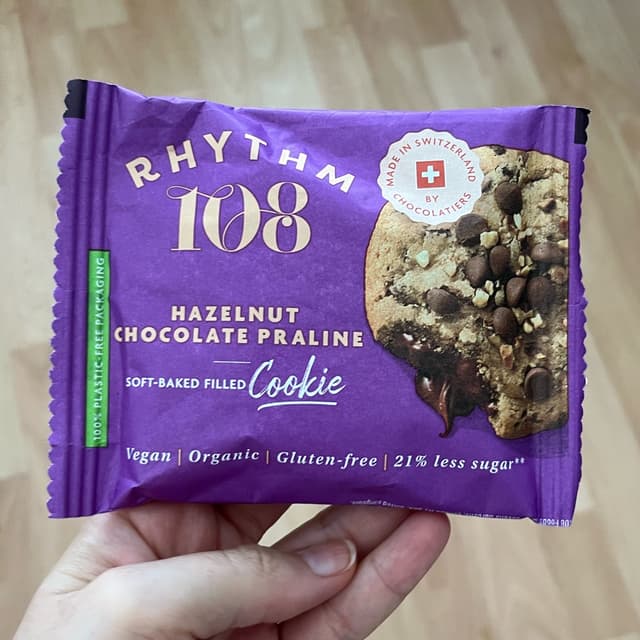 RHYTHM
108
MADE IN SWITZERLAND
BY
CHOCOLATIERS
HAZELNUT
CHOCOLATE PRALINE
SOFT-BAKED FILLED Cookie
100% PLASTIC-FREE PACKAGING
Vegan | Organic | Gluten-free | 21% less sugar**